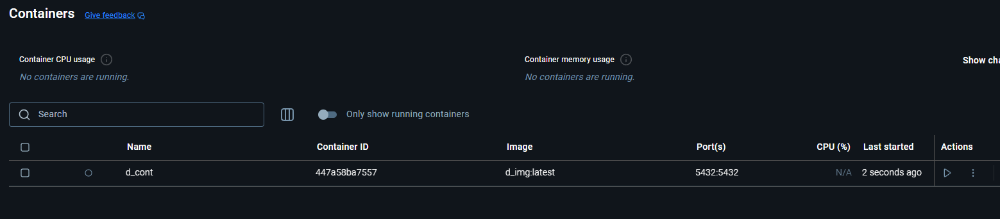 Containers Give feedback
Container CPU usage
No containers are running.
Container memory usage
No containers are running.
Show cha
Search
Only show running containers
Name Container ID Image Port(s) CPU (%) Last started Actions
d_cont 447a58ba7557 d_img:latest 5432:5432 N/A 2 seconds ago